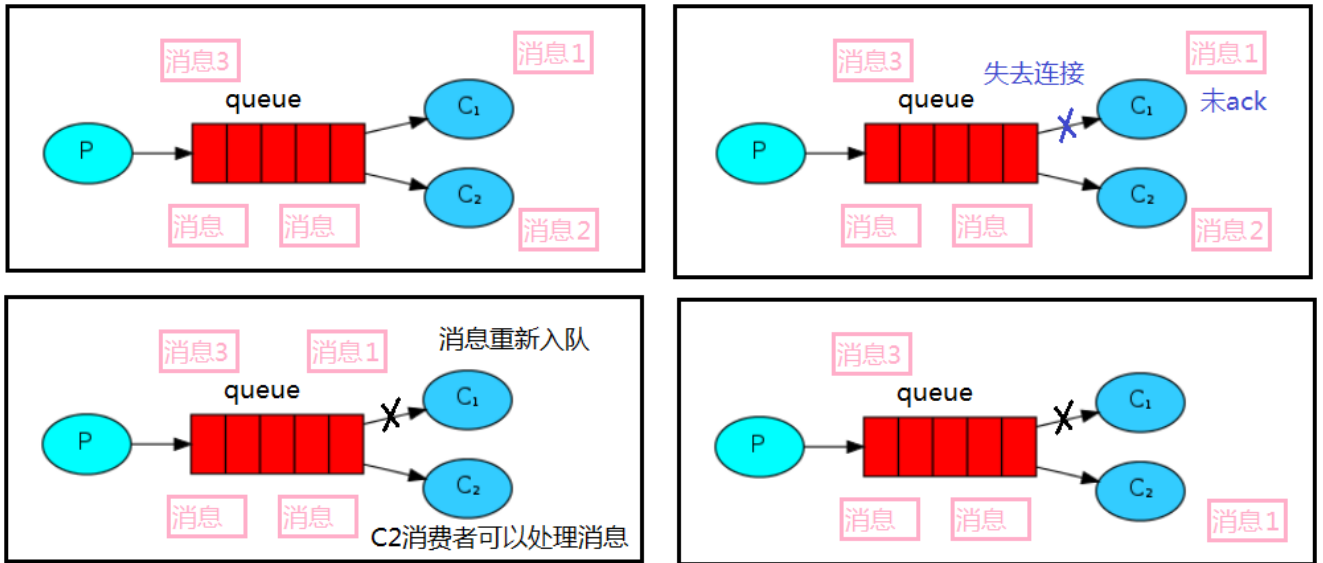 消息3
消息1
queue
P
C₁
C₂
消息
消息
消息2
消息3
失去连接
消息1
queue
未ack
P
C₁
C₂
消息
消息
消息2
消息3
消息1
消息重新入队
queue
P
C₁
C₂
消息
消息
C2消费者可以处理消息
消息3
queue
P
C₁
C₂
消息
消息
消息1